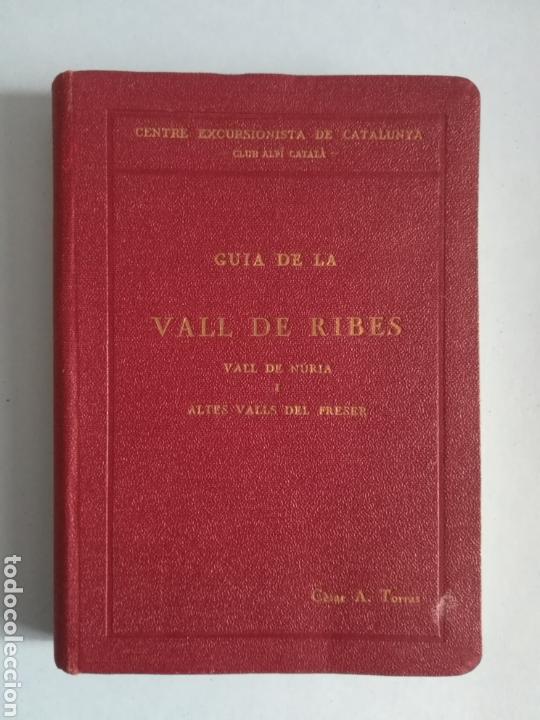 CENTRE EXCURSIONISTA DE CATALUNYA
CLUB ALPÍ CATALÀ
GUIA DE LA
VALL DE RIBES
VALL DE NÚRIA
I
ALTES VALLS DEL FRESER
Cèsar A. Torras
todocoleccion